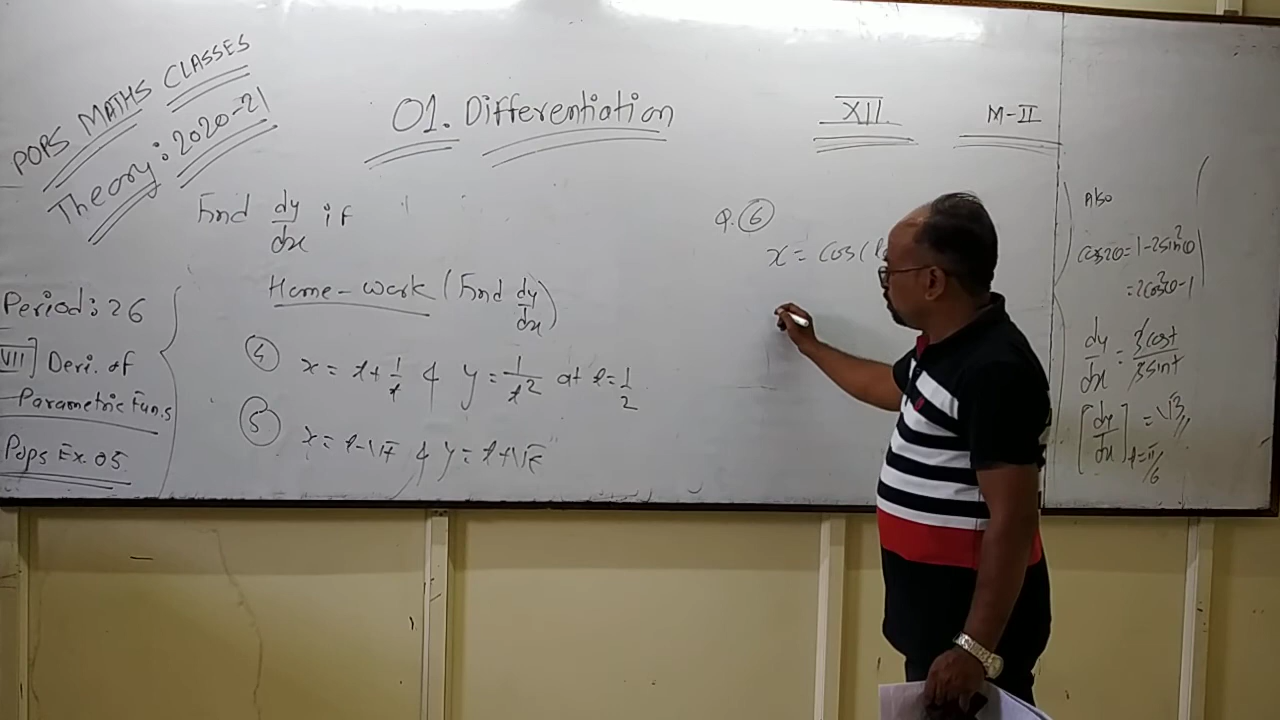 POPS MATHS CLASSES
Theory: 2020-21
01. Differentiation
XII
M-II
Find dy/dx if
Home-work (Find dy/dx)
Period: 26
VII] Deri. of
Parametric Fun.s
Pops Ex. 05
④ x = t + 1/t & y = 1/t² at t = 1/2
⑤ x = t - √t & y = t + √t
Q. ⑥
x = cos(
Also
cos2θ = 1 - 2sin²θ
= 2cos²θ - 1
dy/dx = 3cost/3sint
[dy/dx] t=π/6 = √3//